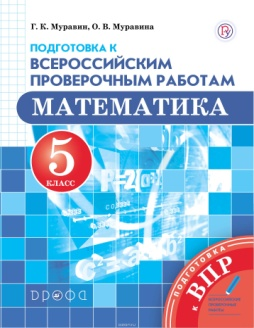 Г. К. Муравин, О. В. Муравина
ПОДГОТОВКА К
ВСЕРОССИЙСКИМ
ПРОВЕРОЧНЫМ РАБОТАМ
МАТЕМАТИКА
5
КЛАСС
ДРОФА
ПОДГОТОВКА
К ВПР